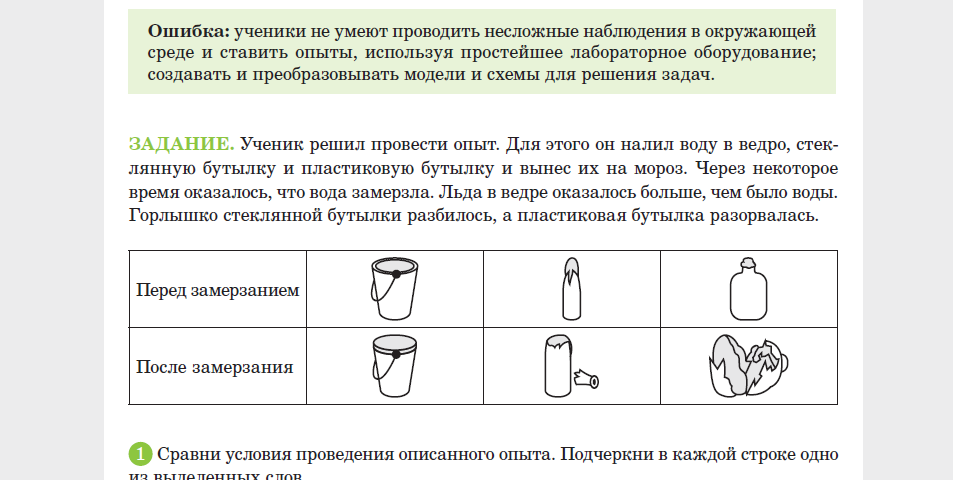 Ошибка: ученики не умеют проводить несложные наблюдения в окружающей
среде и ставить опыты, используя простейшее лабораторное оборудование;
создавать и преобразовывать модели и схемы для решения задач.
ЗАДАНИЕ. Ученик решил провести опыт. Для этого он налил воду в ведро, стек-
лянную бутылку и пластиковую бутылку и вынес их на мороз. Через некоторое
время оказалось, что вода замерзла. Льда в ведре оказалось больше, чем было воды.
Горлышко стеклянной бутылки разбилось, а пластиковая бутылка разорвалась.
Перед замерзанием
После замерзания
1 Сравни условия проведения описанного опыта. Подчеркни в каждой строке одно
из выделенных слов